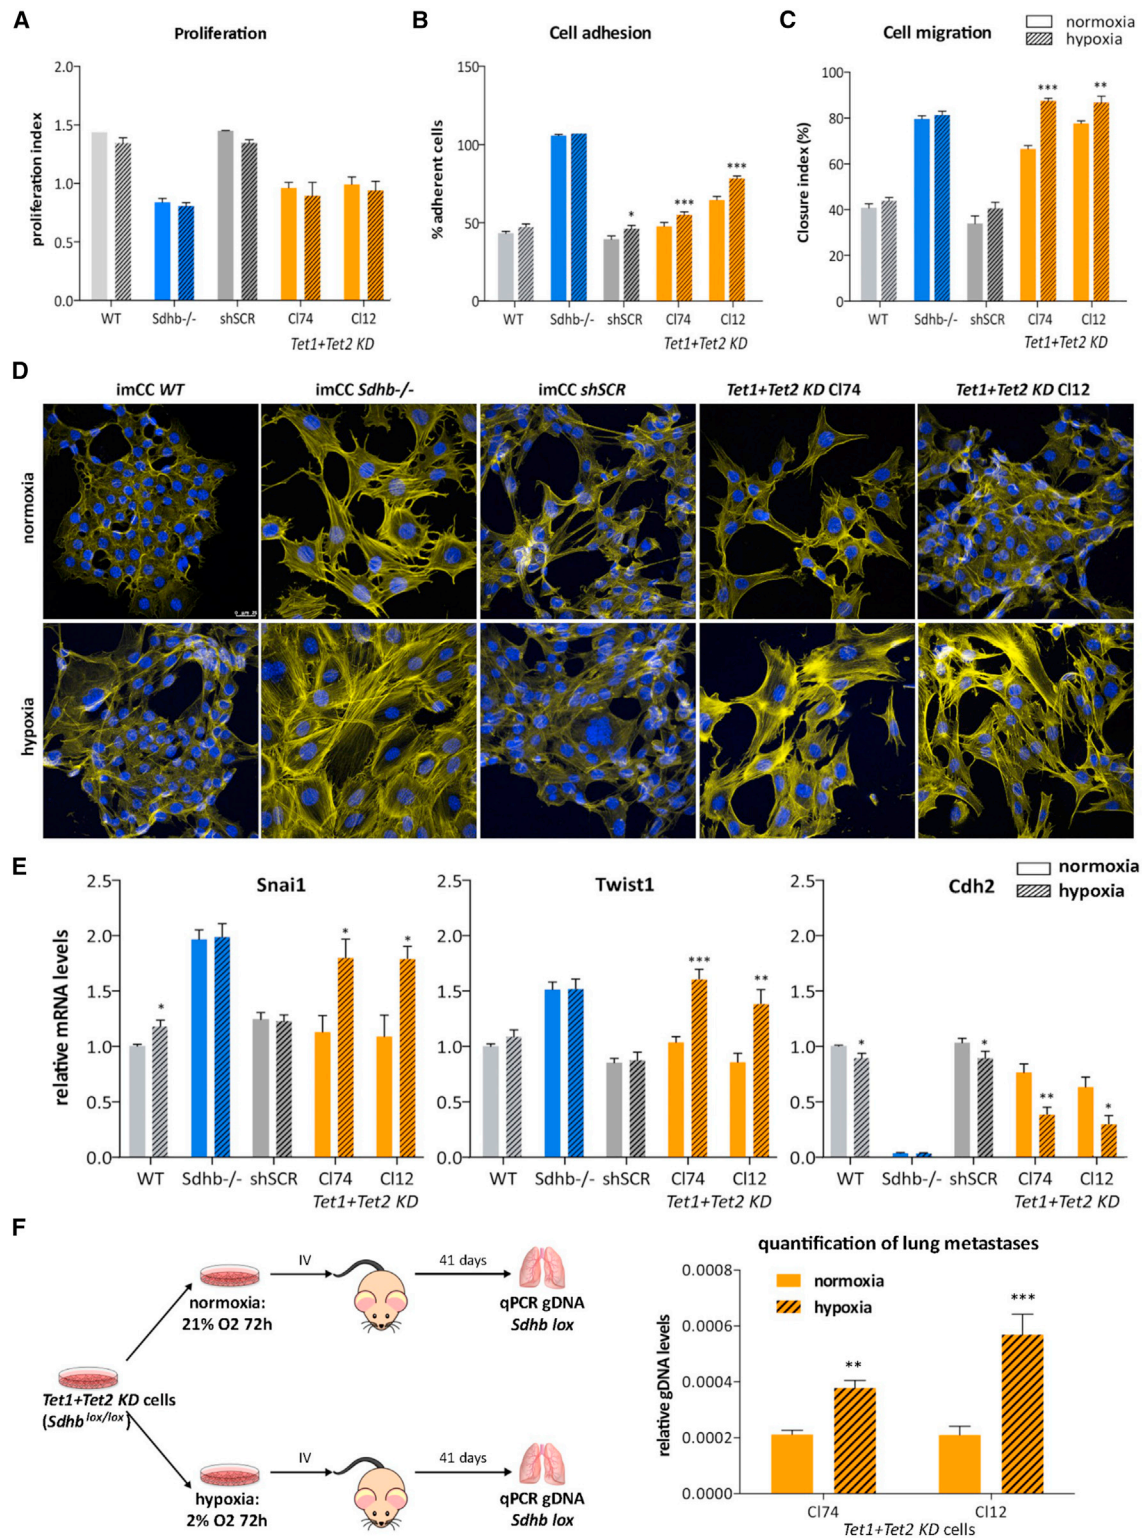 A
Proliferation
proliferation index
2.0
1.5
1.0
0.5
0.0
WT
Sdhb-/-
shSCR
Cl74
Cl12
Tet1+Tet2 KD
B
Cell adhesion
% adherent cells
150
100
50
0
*
***
***
WT
Sdhb-/-
shSCR
Cl74
Cl12
Tet1+Tet2 KD
C
Cell migration
normoxia
hypoxia
Closure index (%)
100
80
60
40
20
0
***
**
WT
Sdhb-/-
shSCR
Cl74
Cl12
Tet1+Tet2 KD
D
imCC WT
imCC Sdhb-/-
imCC shSCR
Tet1+Tet2 KD Cl74
Tet1+Tet2 KD Cl12
normoxia
hypoxia
E
normoxia
hypoxia
relative mRNA levels
Snai1
2.5
2.0
1.5
1.0
0.5
0.0
*
*
*
WT
Sdhb-/-
shSCR
Cl74
Cl12
Tet1+Tet2 KD
Twist1
2.5
2.0
1.5
1.0
0.5
0.0
***
**
WT
Sdhb-/-
shSCR
Cl74
Cl12
Tet1+Tet2 KD
Cdh2
2.5
2.0
1.5
1.0
0.5
0.0
*
*
**
*
WT
Sdhb-/-
shSCR
Cl74
Cl12
Tet1+Tet2 KD
F
Tet1+Tet2 KD cells
(Sdhb lox/lox)
normoxia:
21% O2 72h
IV
41 days
qPCR gDNA
Sdhb lox
hypoxia:
2% O2 72h
IV
41 days
qPCR gDNA
Sdhb lox
quantification of lung metastases
normoxia
hypoxia
relative gDNA levels
0.0008
0.0006
0.0004
0.0002
0.0000
**
***
Cl74
Cl12
Tet1+Tet2 KD cells